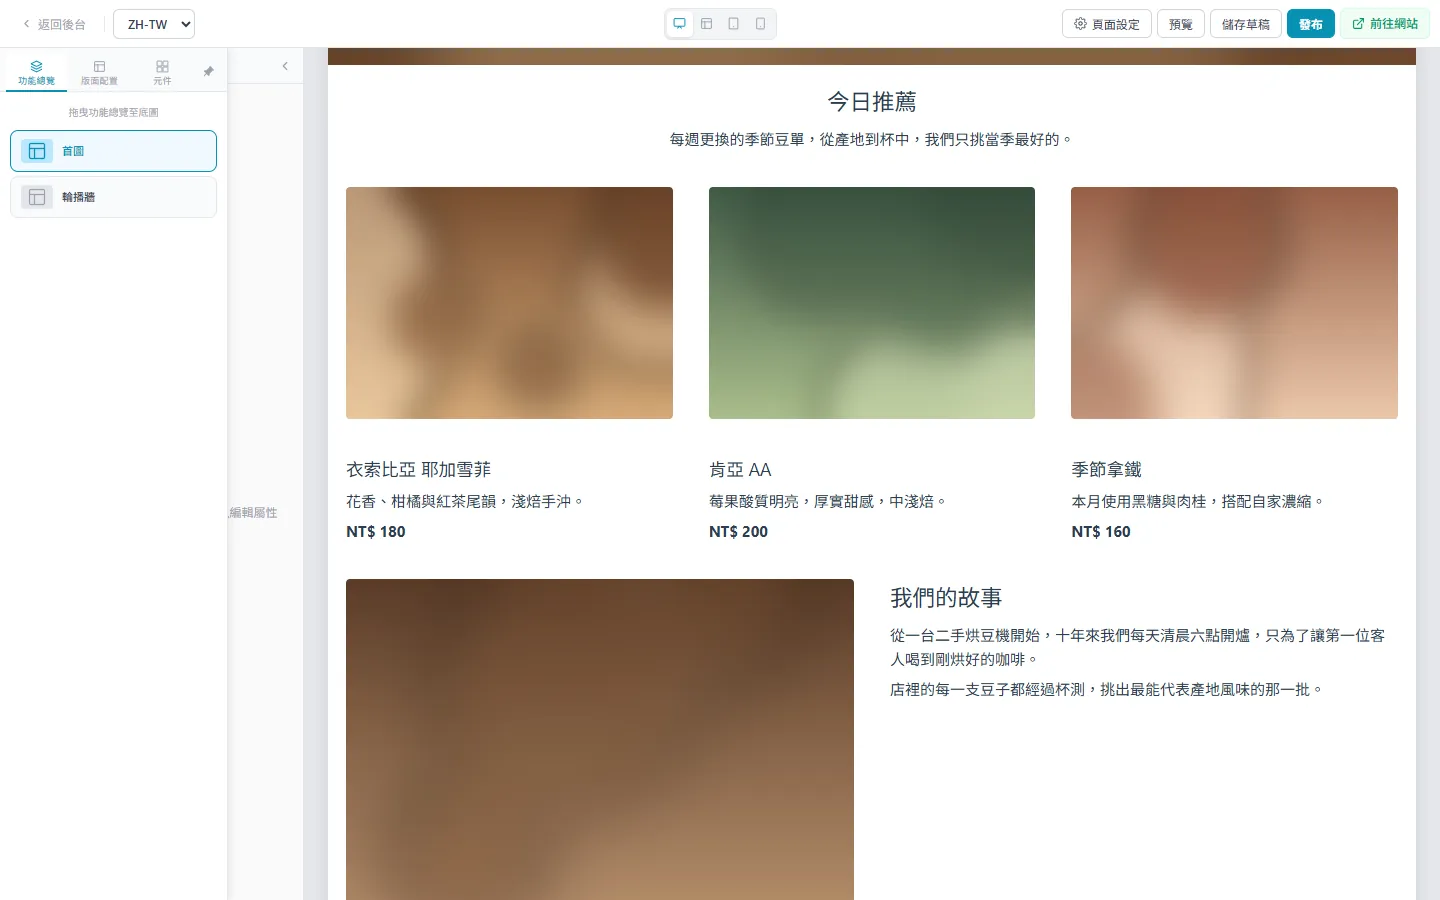 返回後台
ZH-TW
頁面設定
預覽
儲存草稿
發布
前往網站
功能總覽
版面配置
元件
拖曳功能總覽至底圖
首圖
輪播牆
編輯屬性
今日推薦
每週更換的季節豆單，從產地到杯中，我們只挑當季最好的。
衣索比亞 耶加雪菲
花香、柑橘與紅茶尾韻，淺焙手沖。
NT$ 180
肯亞 AA
莓果酸質明亮，厚實甜感，中淺焙。
NT$ 200
季節拿鐵
本月使用黑糖與肉桂，搭配自家濃縮。
NT$ 160
我們的故事
從一台二手烘豆機開始，十年來我們每天清晨六點開爐，只為了讓第一位客
人喝到剛烘好的咖啡。
店裡的每一支豆子都經過杯測，挑出最能代表產地風味的那一批。